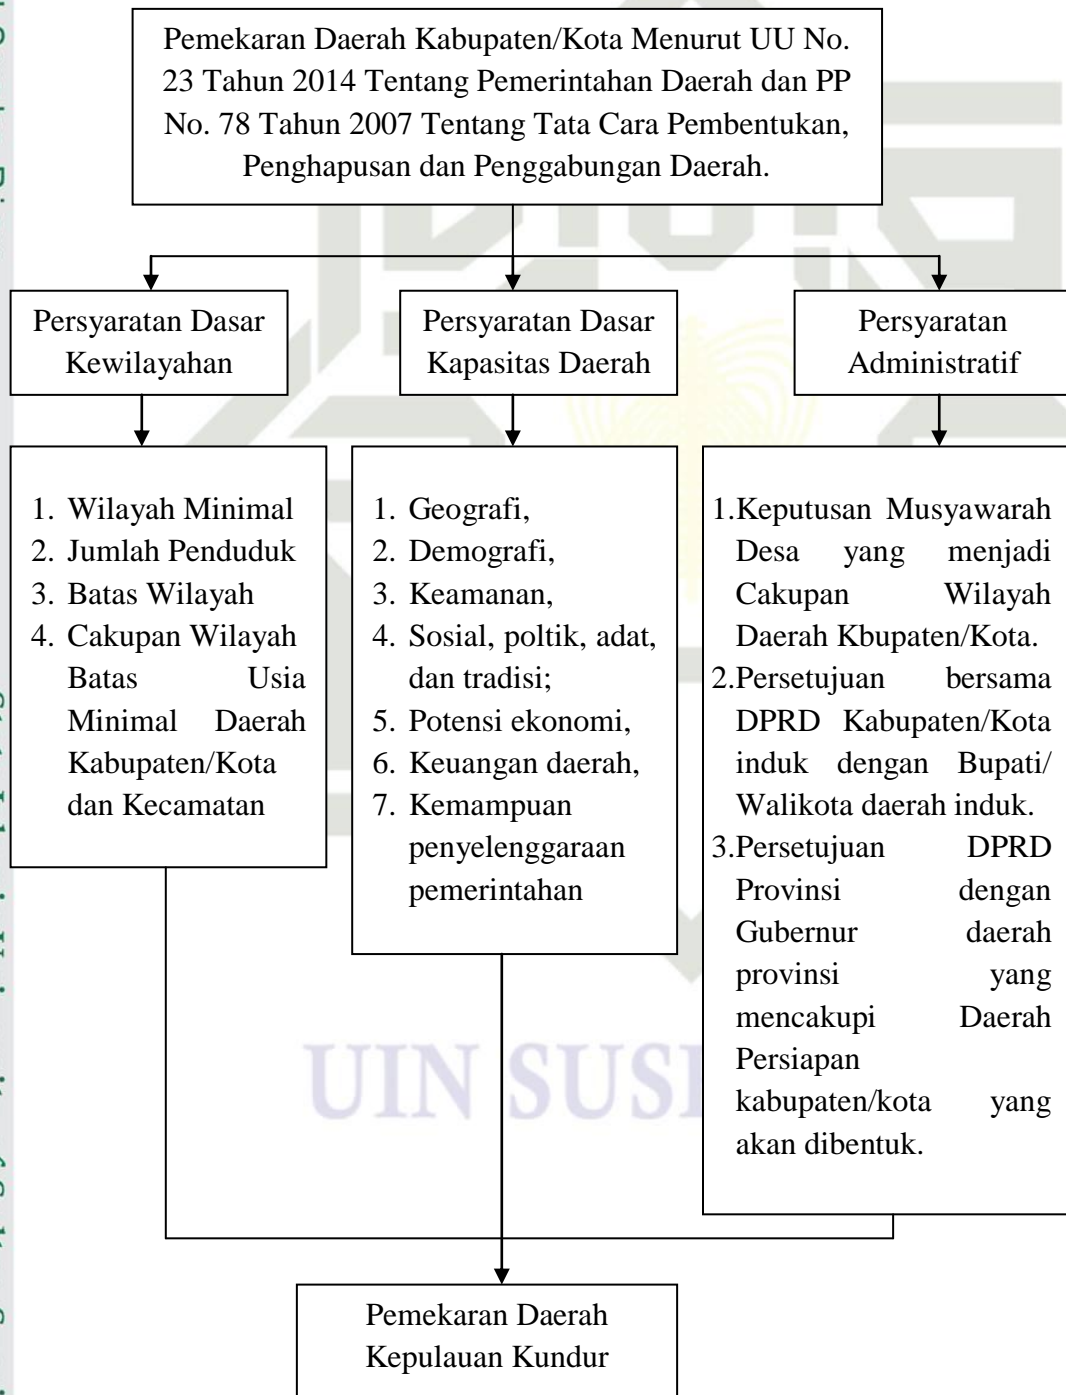 Pemekaran Daerah Kabupaten/Kota Menurut UU No.
23 Tahun 2014 Tentang Pemerintahan Daerah dan PP
No. 78 Tahun 2007 Tentang Tata Cara Pembentukan,
Penghapusan dan Penggabungan Daerah.
Persyaratan Dasar
Kewilayahan
Persyaratan Dasar
Kapasitas Daerah
Persyaratan
Administratif
1. Wilayah Minimal
2. Jumlah Penduduk
3. Batas Wilayah
4. Cakupan Wilayah
Batas Usia
Minimal Daerah
Kabupaten/Kota
dan Kecamatan
1. Geografi,
2. Demografi,
3. Keamanan,
4. Sosial, poltik, adat,
dan tradisi;
5. Potensi ekonomi,
6. Keuangan daerah,
7. Kemampuan
penyelenggaraan
pemerintahan
1.Keputusan Musyawarah
Desa yang menjadi
Cakupan Wilayah
Daerah Kbupaten/Kota.
2.Persetujuan bersama
DPRD Kabupaten/Kota
induk dengan Bupati/
Walikota daerah induk.
3.Persetujuan DPRD
Provinsi dengan
Gubernur daerah
provinsi yang
mencakupi Daerah
Persiapan
kabupaten/kota yang
akan dibentuk.
UIN SUS
Pemekaran Daerah
Kepulauan Kundur